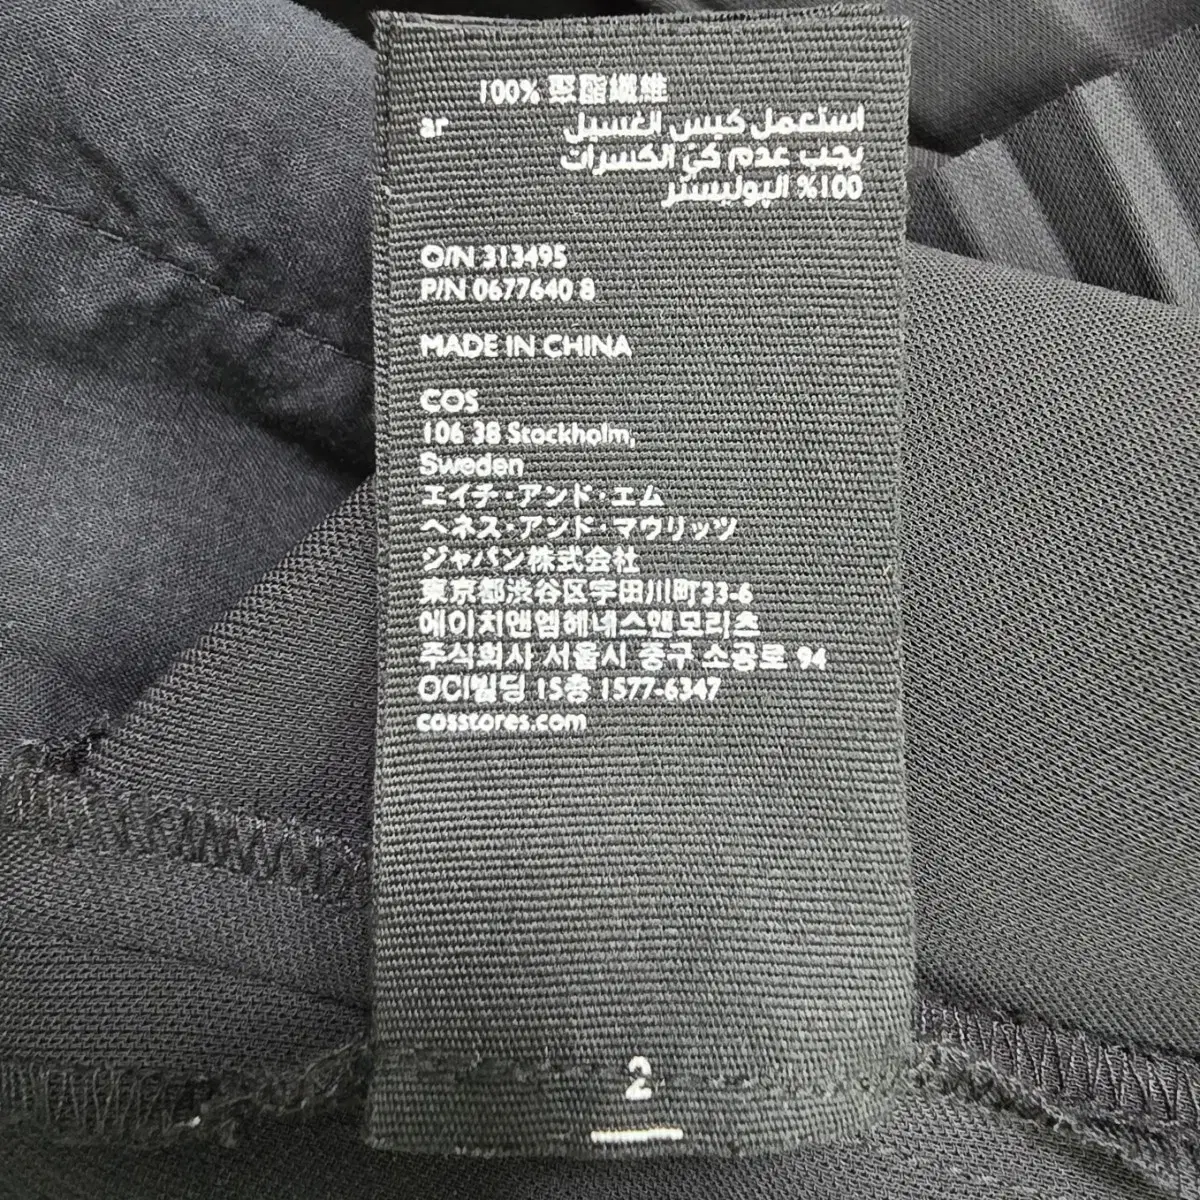 100% 聚酯纖維
ar
استعمل كيس الغسيل
يجب عدم كيّ الكسرات
%100 البوليستر
O/N 313495
P/N 0677640 8
MADE IN CHINA
COS
106 38 Stockholm,
Sweden
エイチ・アンド・エム
ヘネス・アンド・マウリッツ
ジャパン株式会社
東京都渋谷区宇田川町33-6
에이치앤엠헤네스앤모리츠
주식회사 서울시 중구 소공로 94
OCI빌딩 15층 1577-6347
cosstores.com
2